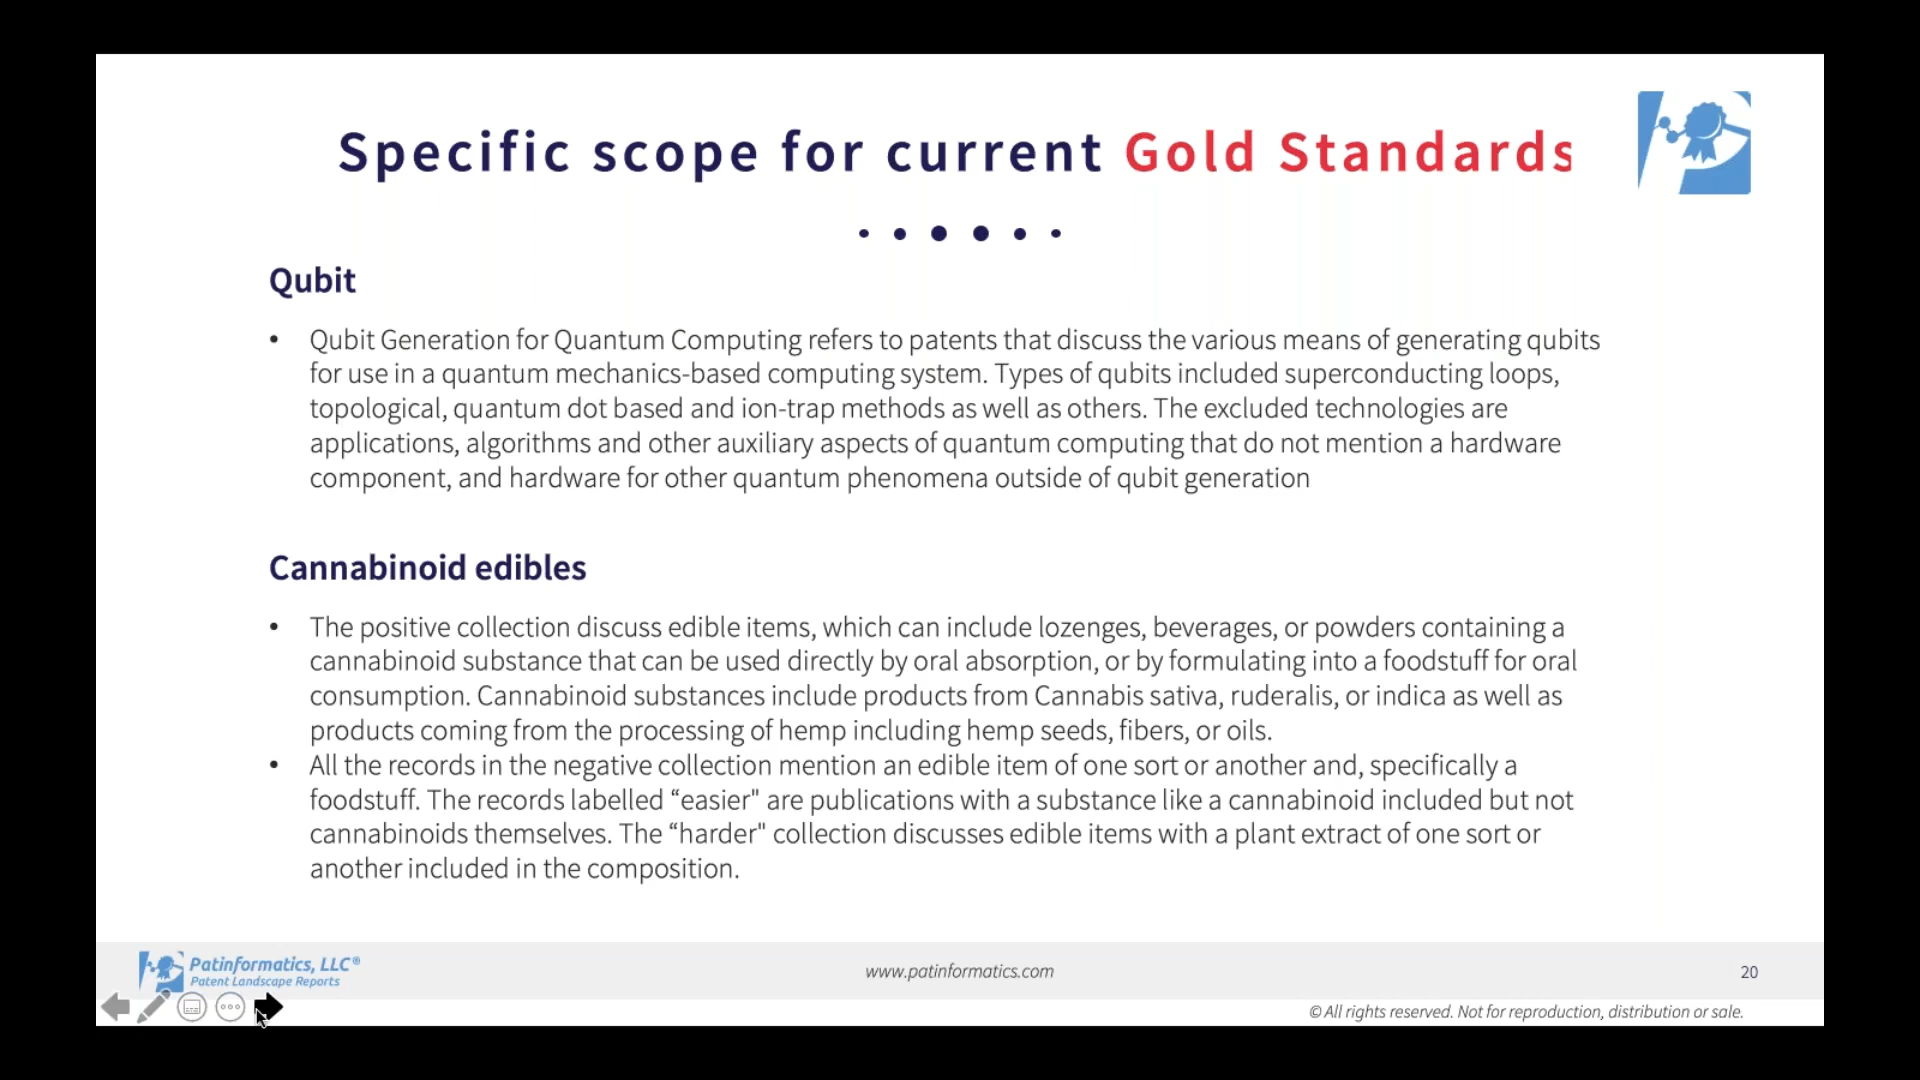 Specific scope for current Gold Standards
Qubit
• Qubit Generation for Quantum Computing refers to patents that discuss the various means of generating qubits
for use in a quantum mechanics-based computing system. Types of qubits included superconducting loops,
topological, quantum dot based and ion-trap methods as well as others. The excluded technologies are
applications, algorithms and other auxiliary aspects of quantum computing that do not mention a hardware
component, and hardware for other quantum phenomena outside of qubit generation
Cannabinoid edibles
• The positive collection discuss edible items, which can include lozenges, beverages, or powders containing a
cannabinoid substance that can be used directly by oral absorption, or by formulating into a foodstuff for oral
consumption. Cannabinoid substances include products from Cannabis sativa, ruderalis, or indica as well as
products coming from the processing of hemp including hemp seeds, fibers, or oils.
• All the records in the negative collection mention an edible item of one sort or another and, specifically a
foodstuff. The records labelled “easier" are publications with a substance like a cannabinoid included but not
cannabinoids themselves. The “harder" collection discusses edible items with a plant extract of one sort or
another included in the composition.
Patinformatics, LLC®
Patent Landscape Reports
www.patinformatics.com
20
© All rights reserved. Not for reproduction, distribution or sale.